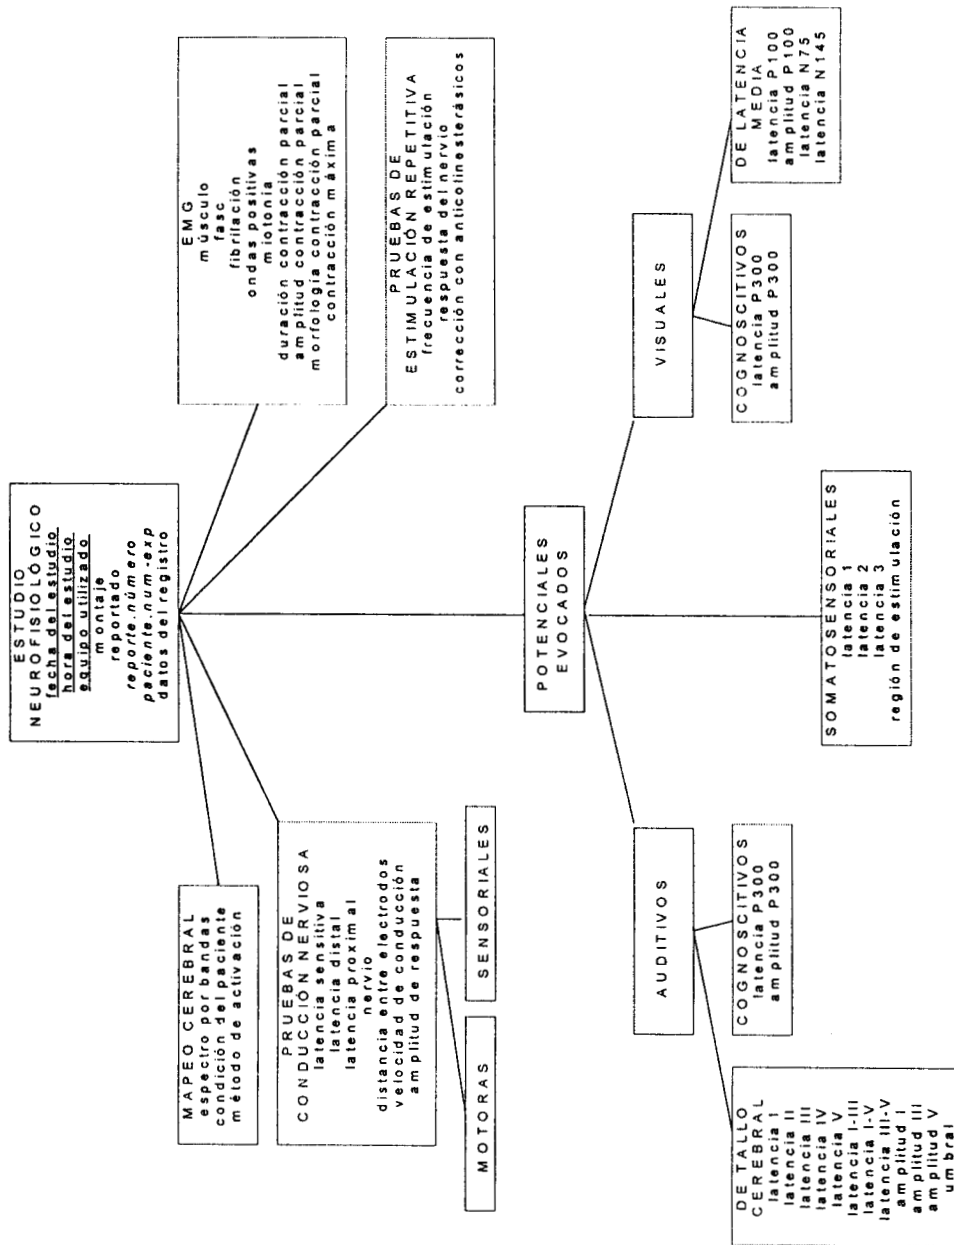 ESTUDIO
NEUROFISIOLÓGICO
fecha del estudio
hora del estudio
equipo utilizado
montaje
reportado
reporte.número
paciente.num-exp
datos del registro
MAPEO CEREBRAL
espectro por bandas
condición del paciente
método de activación
PRUEBAS DE
CONDUCCIÓN NERVIOSA
latencia sensitiva
latencia distal
latencia proximal
nervio
distancia entre electrodos
velocidad de conducción
amplitud de respuesta
MOTORAS
SENSORIALES
EMG
músculo
fasc
fibrilación
ondas positivas
miotonía
duración contracción parcial
amplitud contracción parcial
morfología contracción parcial
contracción máxima
PRUEBAS DE
ESTIMULACIÓN REPETITIVA
frecuencia de estimulación
respuesta del nervio
corrección con anticolinesterásicos
POTENCIALES
EVOCADOS
AUDITIVOS
DE TALLO
CEREBRAL
latencia 1
latencia II
latencia III
latencia IV
latencia V
latencia I-III
latencia I-V
latencia III-V
amplitud I
amplitud III
amplitud V
umbral
COGNOSCITIVOS
latencia P300
amplitud P300
SOMATOSENSORIALES
latencia 1
latencia 2
latencia 3
región de estimulación
VISUALES
COGNOSCITIVOS
latencia P300
amplitud P300
DE LATENCIA
MEDIA
latencia P100
amplitud P100
latencia N75
latencia N145